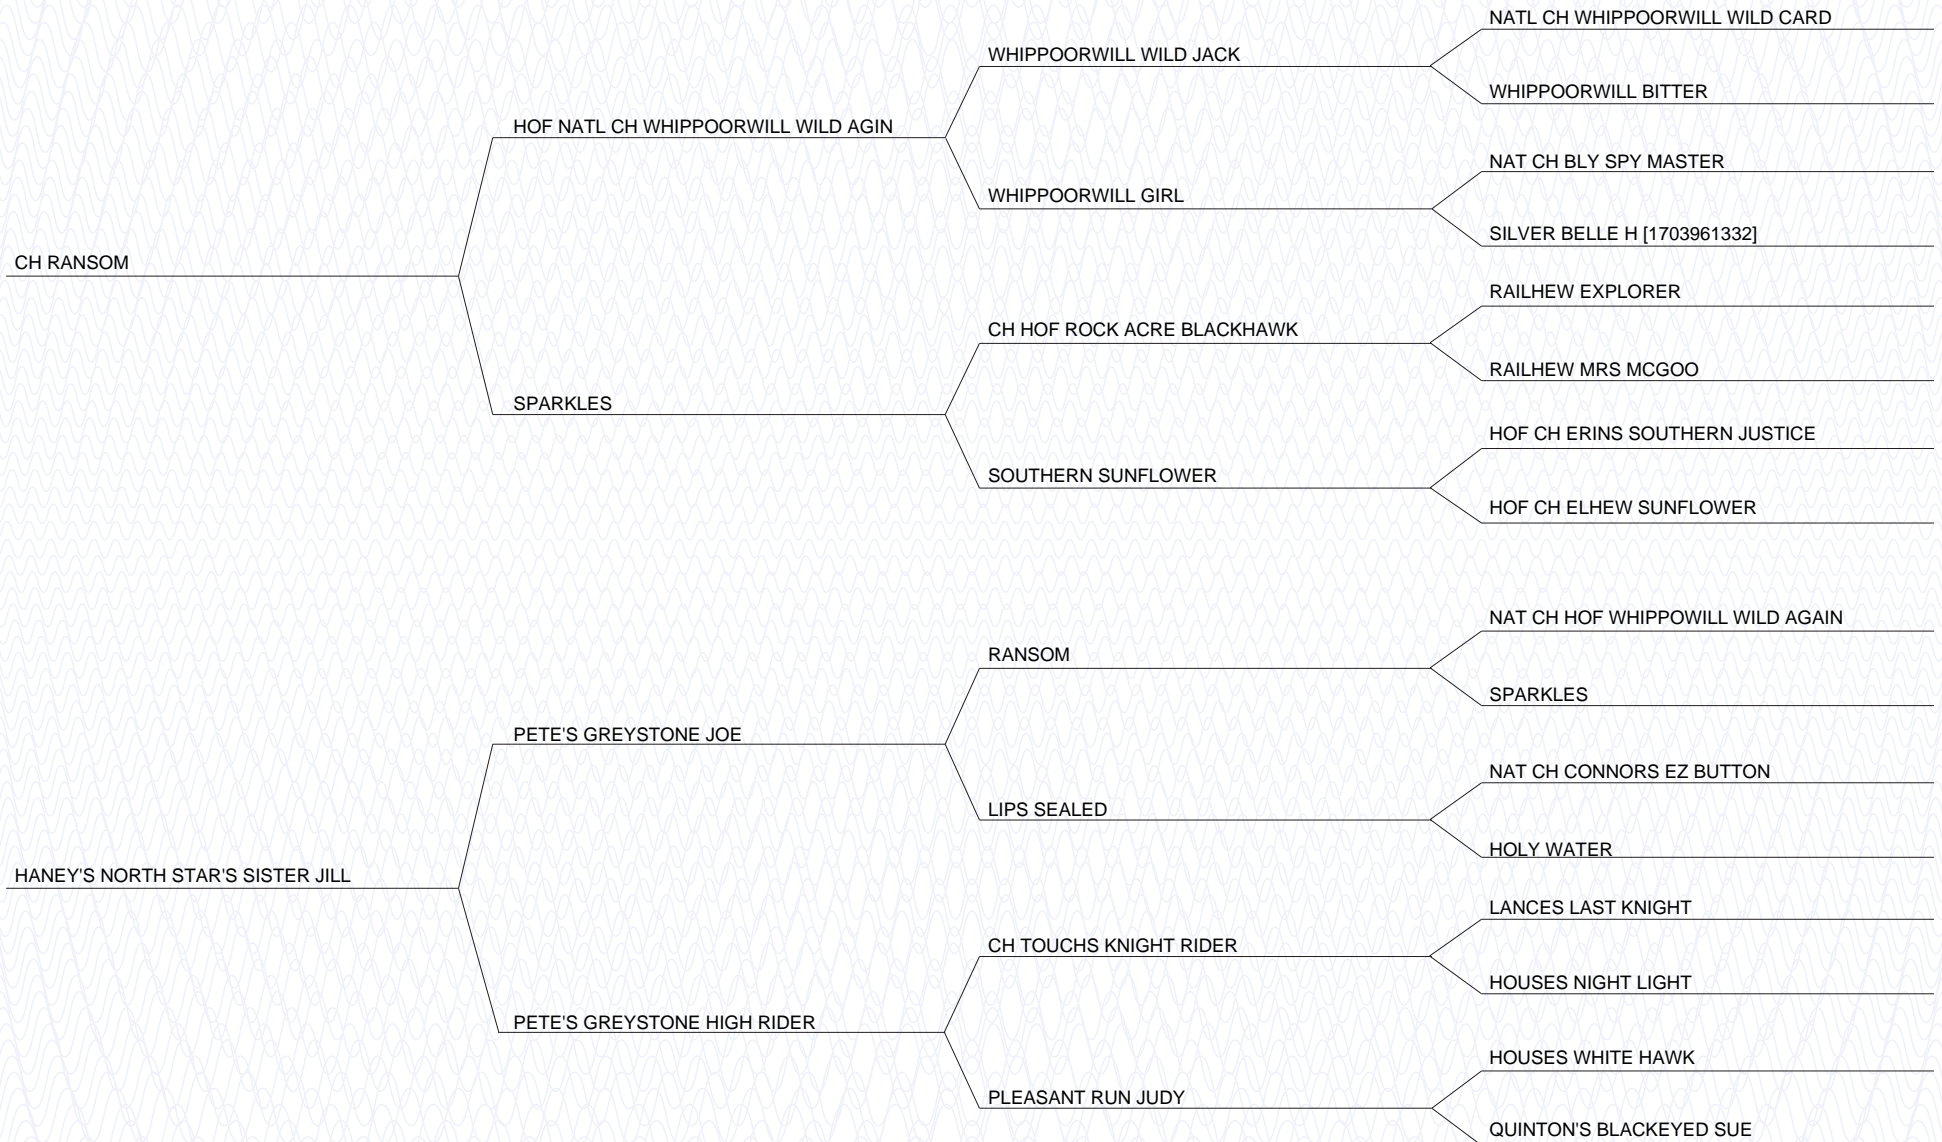 NATL CH WHIPPOORWILL WILD CARD
WHIPPOORWILL WILD JACK
WHIPPOORWILL BITTER
HOF NATL CH WHIPPOORWILL WILD AGIN
NAT CH BLY SPY MASTER
WHIPPOORWILL GIRL
SILVER BELLE H [1703961332]
CH RANSOM
RAILHEW EXPLORER
CH HOF ROCK ACRE BLACKHAWK
RAILHEW MRS MCGOO
SPARKLES
HOF CH ERINS SOUTHERN JUSTICE
SOUTHERN SUNFLOWER
HOF CH ELHEW SUNFLOWER
NAT CH HOF WHIPPOWILL WILD AGAIN
RANSOM
SPARKLES
PETE'S GREYSTONE JOE
NAT CH CONNORS EZ BUTTON
LIPS SEALED
HOLY WATER
HANEY'S NORTH STAR'S SISTER JILL
LANCES LAST KNIGHT
CH TOUCHS KNIGHT RIDER
HOUSES NIGHT LIGHT
PETE'S GREYSTONE HIGH RIDER
HOUSES WHITE HAWK
PLEASANT RUN JUDY
QUINTON'S BLACKEYED SUE